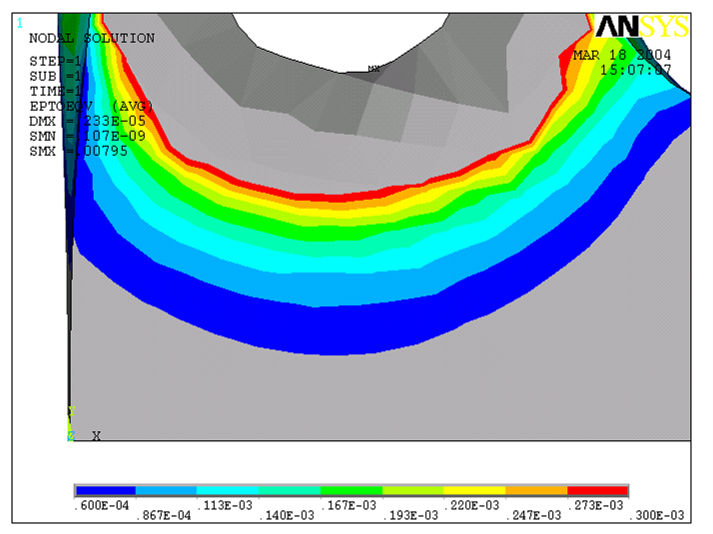 1
ANSYS
NODAL SOLUTION
MAR 18 2004
15:07:07
STEP=1
SUB =1
TIME=1
EPTOEQV (AVG)
DMX =.233E-05
SMN =.107E-09
SMX =.00795
MX
Y
Z X
.600E-04 .113E-03 .167E-03 .220E-03 .273E-03
.867E-04 .140E-03 .193E-03 .247E-03 .300E-03